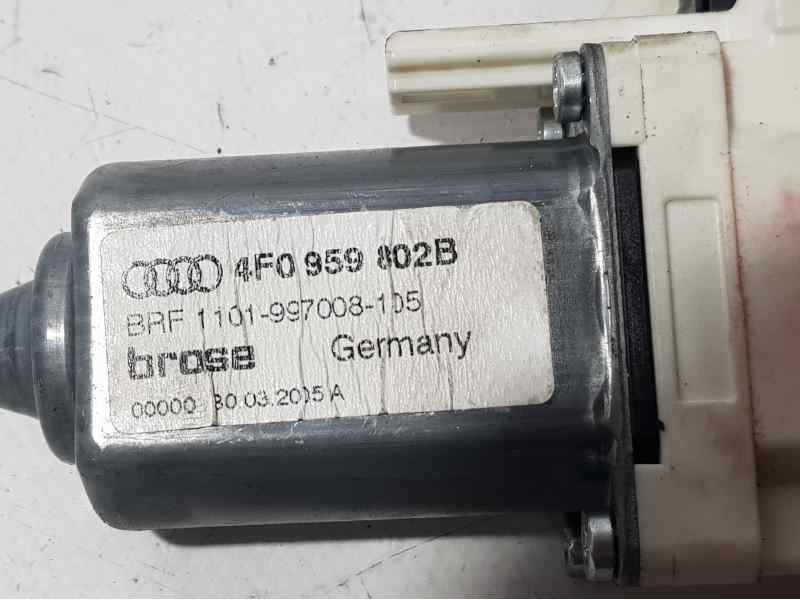 4F0 959 802B
BRF 1101-997008-105
brose Germany
00000 30.03.2005 A